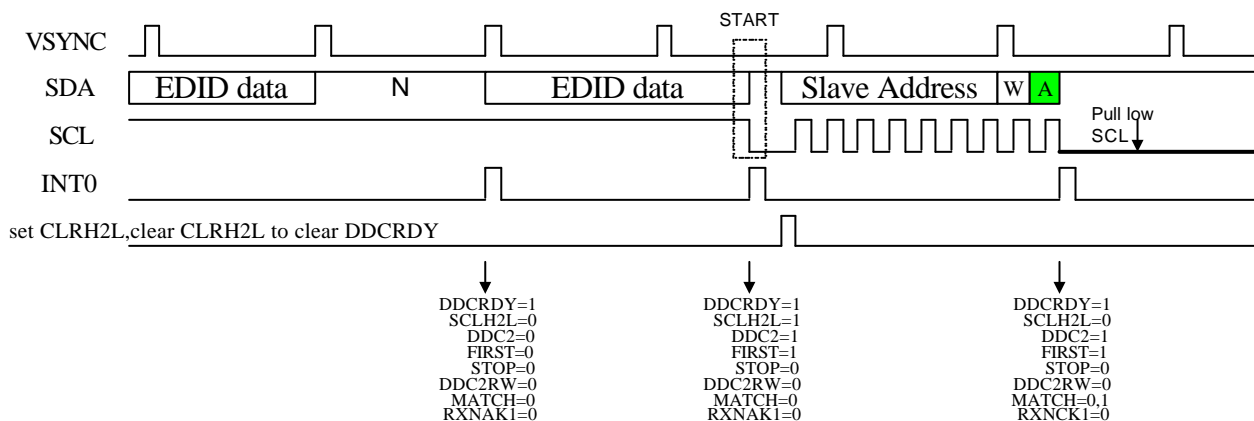 START
VSYNC
SDA EDID data N EDID data Slave Address W A
SCL Pull low
SCL
INT0
set CLRH2L,clear CLRH2L to clear DDCRDY
DDCRDY=1 DDCRDY=1 DDCRDY=1
SCLH2L=0 SCLH2L=1 SCLH2L=0
DDC2=0 DDC2=1 DDC2=1
FIRST=0 FIRST=1 FIRST=1
STOP=0 STOP=0 STOP=0
DDC2RW=0 DDC2RW=0 DDC2RW=0
MATCH=0 MATCH=0 MATCH=0,1
RXNAK1=0 RXNAK1=0 RXNCK1=0